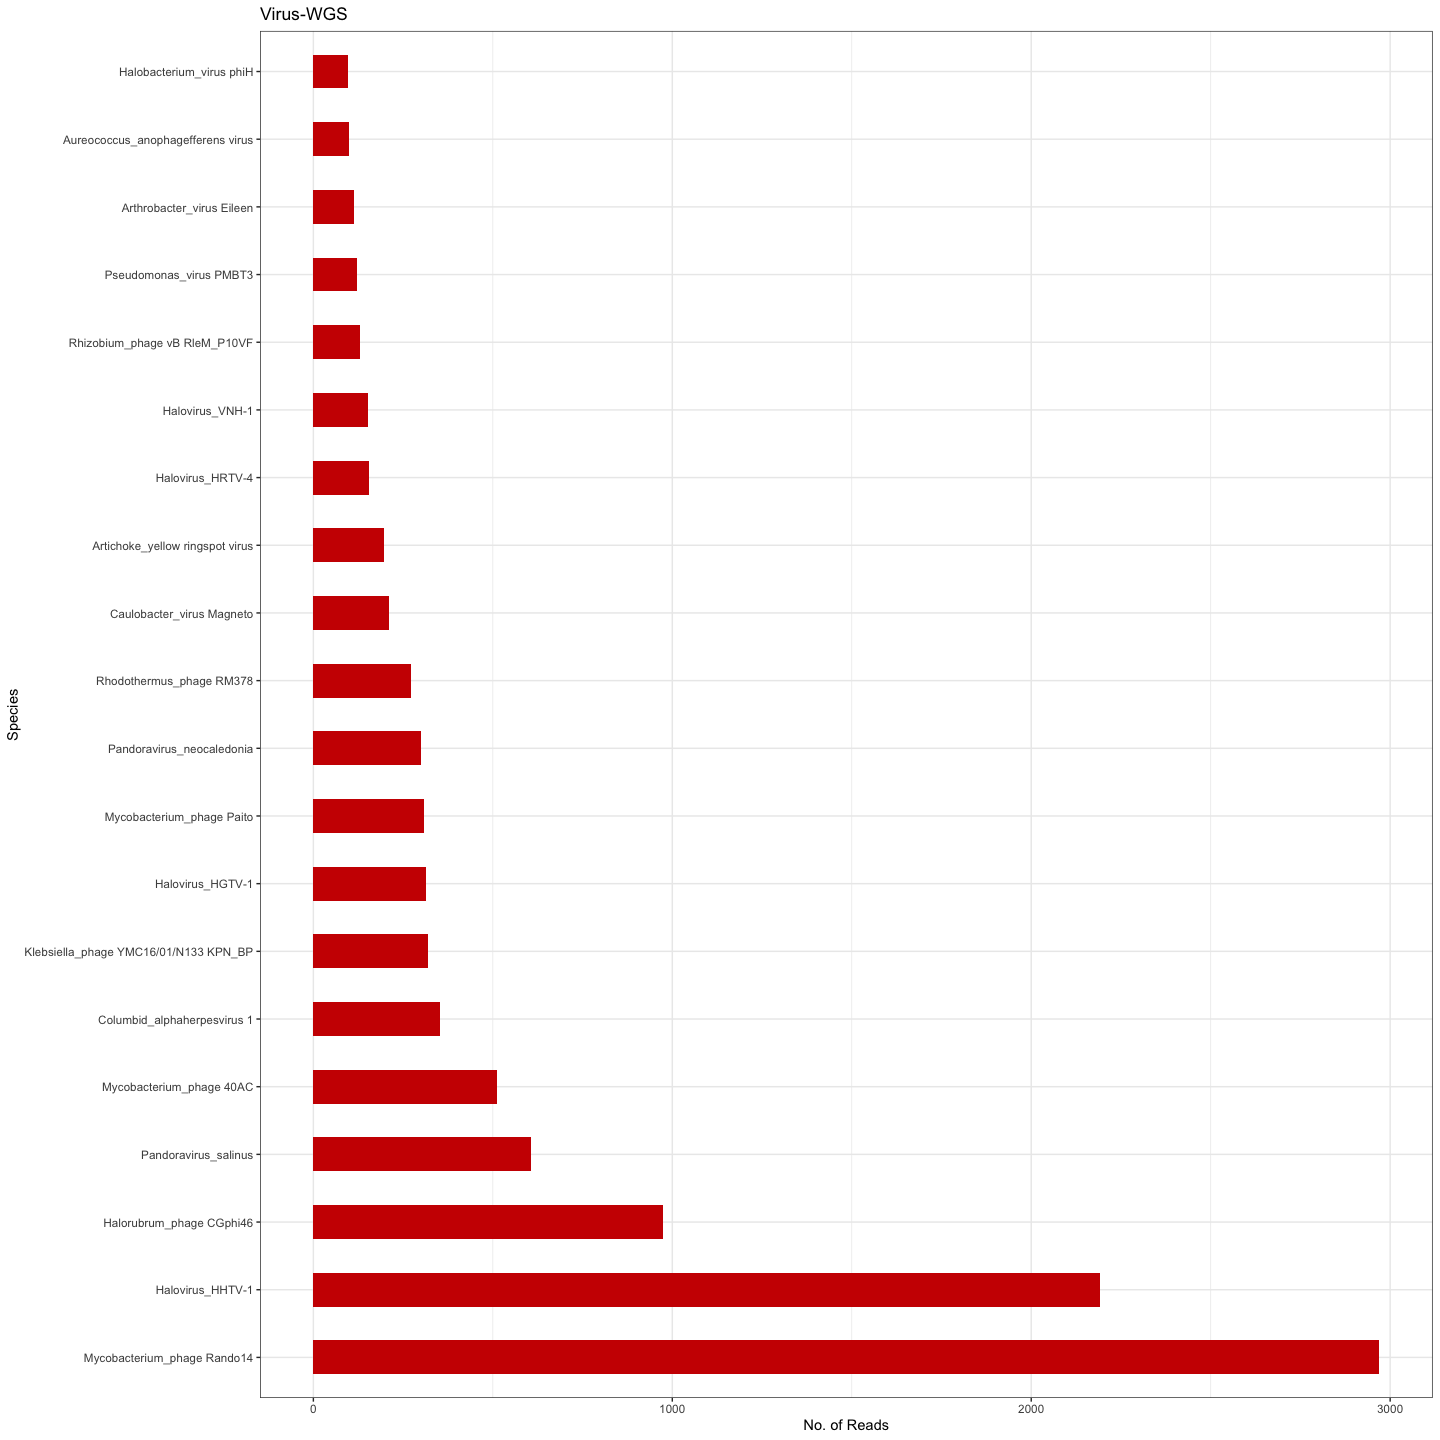 Virus-WGS
Halobacterium_virus phiH
Aureococcus_anophagefferens virus
Arthrobacter_virus Eileen
Pseudomonas_virus PMBT3
Rhizobium_phage vB RleM_P10VF
Halovirus_VNH-1
Halovirus_HRTV-4
Artichoke_yellow ringspot virus
Caulobacter_virus Magneto
Rhodothermus_phage RM378
Species
Pandoravirus_neocaledonia
Mycobacterium_phage Paito
Halovirus_HGTV-1
Klebsiella_phage YMC16/01/N133 KPN_BP
Columbid_alphaherpesvirus 1
Mycobacterium_phage 40AC
Pandoravirus_salinus
Halorubrum_phage CGphi46
Halovirus_HHTV-1
Mycobacterium_phage Rando14
0 1000 2000 3000
No. of Reads